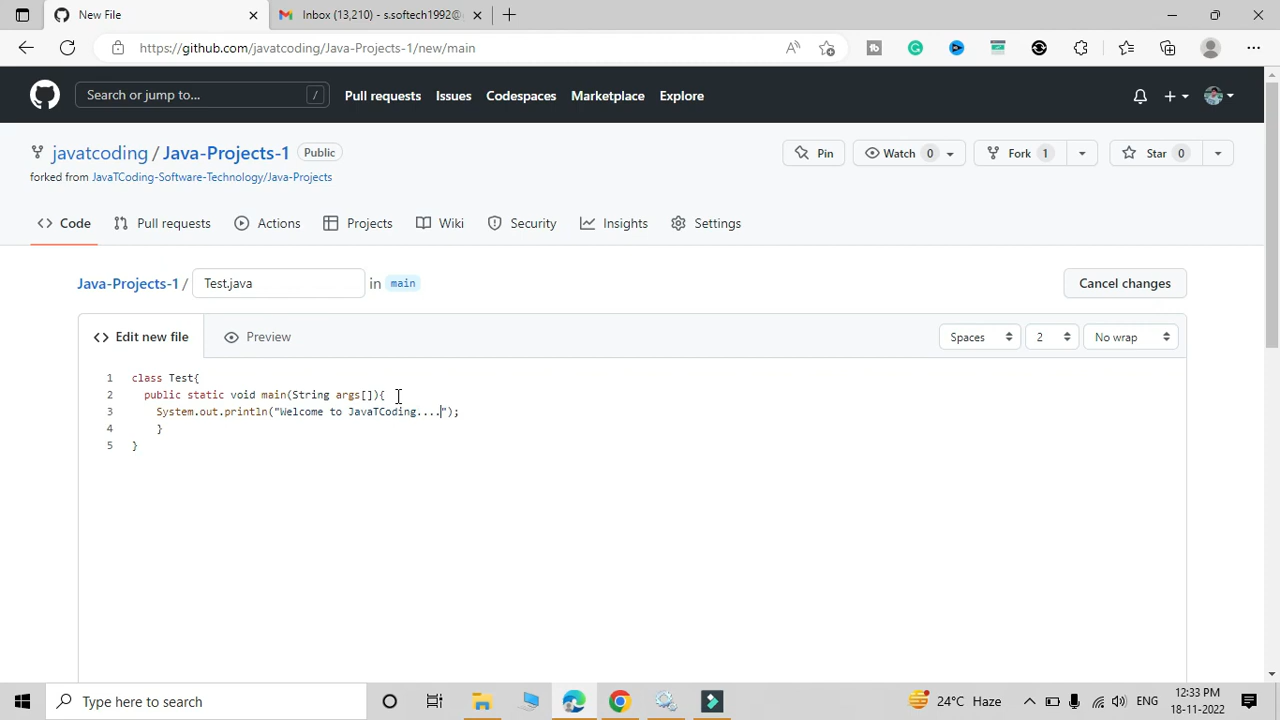 New File
Inbox (13,210) - s.softech1992@
https://github.com/javatcoding/Java-Projects-1/new/main
Search or jump to...
/
Pull requests
Issues
Codespaces
Marketplace
Explore
javatcoding / Java-Projects-1
Public
Pin
Watch 0
Fork 1
Star 0
forked from JavaTCoding-Software-Technology/Java-Projects
Code
Pull requests
Actions
Projects
Wiki
Security
Insights
Settings
Java-Projects-1 / Test.java in main
Cancel changes
Edit new file
Preview
Spaces
2
No wrap
1 class Test{
2 public static void main(String args[]){
3 System.out.println("Welcome to JavaTCoding....");
4 }
5 }
Type here to search
24°C Haze
ENG
12:33 PM
18-11-2022